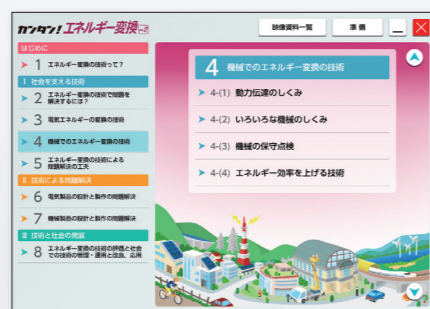 カンタン!エネルギー変換
映像資料一覧
準備
はじめに
1 エネルギー変換の技術って?
I 社会を支える技術
2 エネルギー変換の技術で問題を
解決するには?
3 電気エネルギーの変換の技術
4 機械でのエネルギー変換の技術
5 エネルギー変換の技術による
問題解決の工夫
II 技術による問題解決
6 電気製品の設計と製作の問題解決
7 機械製品の設計と製作の問題解決
III 技術と社会の発展
8 エネルギー変換の技術の評価と社会
での技術の管理・運用と改良、応用
4 機械でのエネルギー変換の技術
4-(1) 動力伝達のしくみ
4-(2) いろいろな機械のしくみ
4-(3) 機械の保守点検
4-(4) エネルギー効率を上げる技術